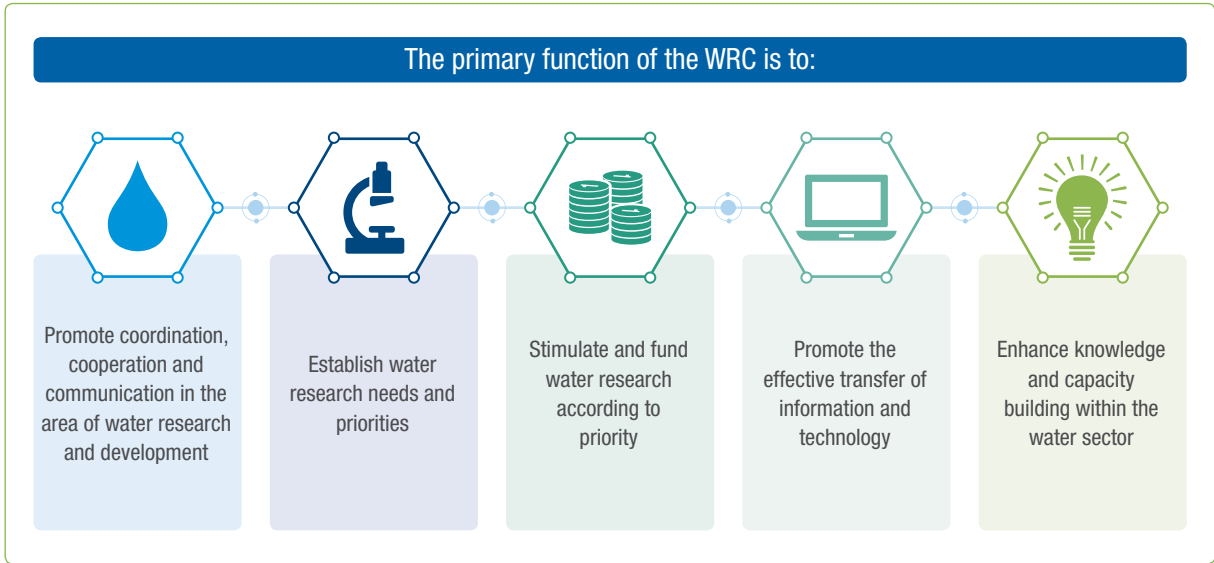 The primary function of the WRC is to:
Promote coordination,
cooperation and
communication in the
area of water research
and development
Establish water
research needs and
priorities
Stimulate and fund
water research
according to
priority
Promote the
effective transfer of
information and
technology
Enhance knowledge
and capacity
building within the
water sector